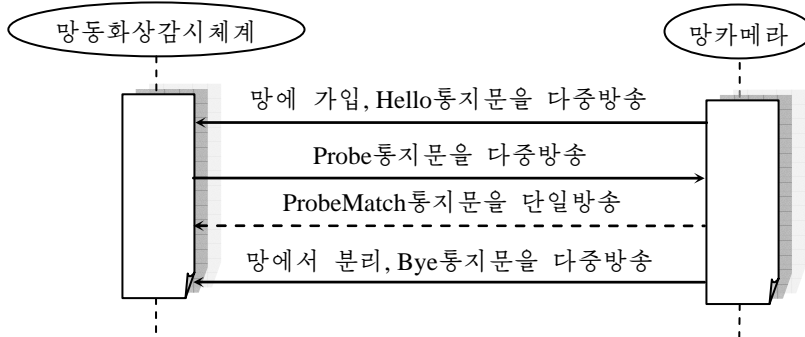 망동화상감시체계
망카메라
망에 가입, Hello통지문을 다중방송
Probe통지문을 다중방송
ProbeMatch통지문을 단일방송
망에서 분리, Bye통지문을 다중방송